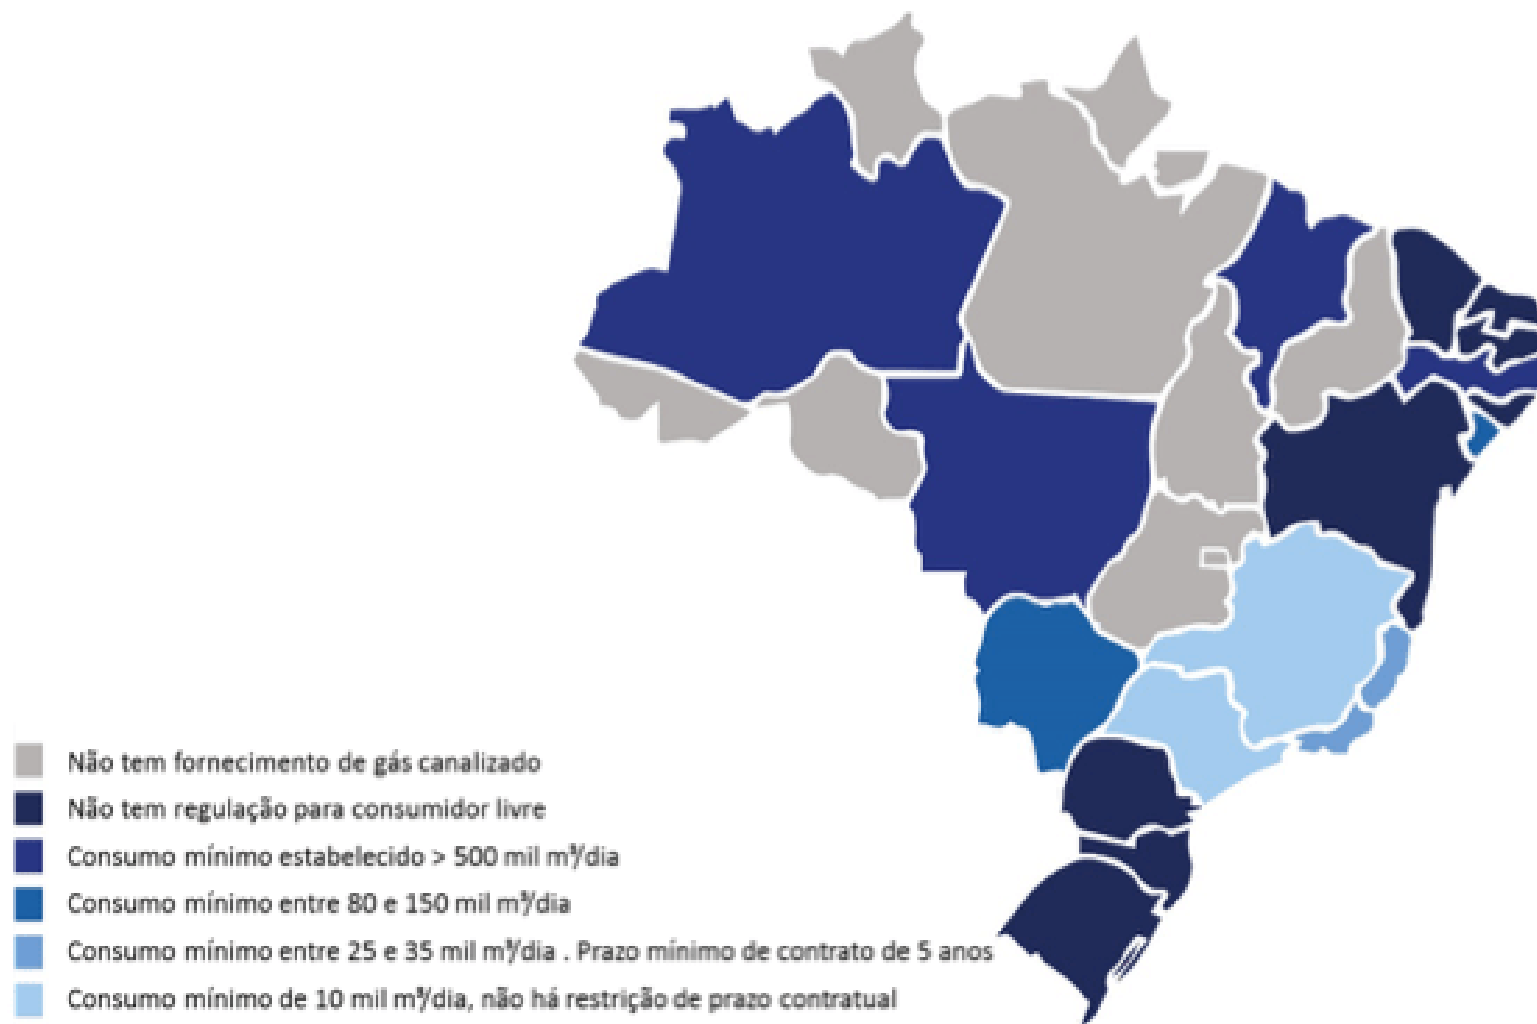 Não tem fornecimento de gás canalizado
Não tem regulação para consumidor livre
Consumo mínimo estabelecido > 500 mil m³/dia
Consumo mínimo entre 80 e 150 mil m³/dia
Consumo mínimo entre 25 e 35 mil m³/dia . Prazo mínimo de contrato de 5 anos
Consumo mínimo de 10 mil m³/dia, não há restrição de prazo contratual